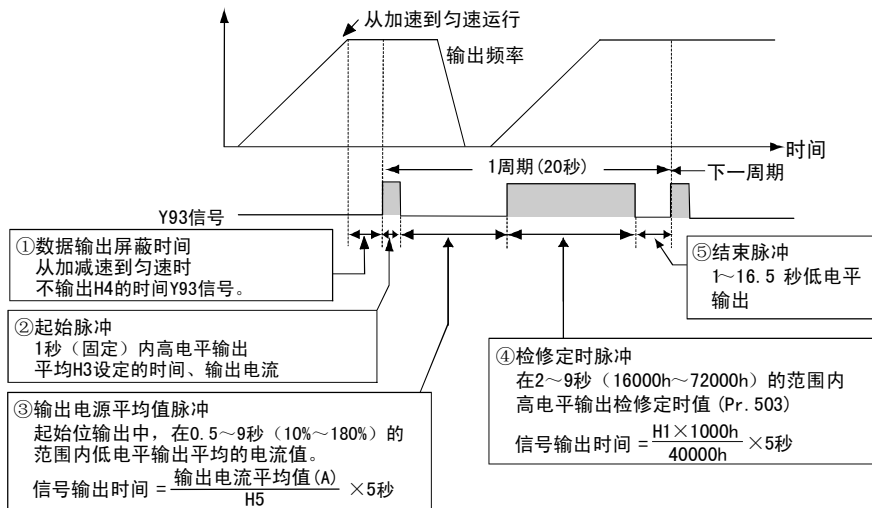 从加速到匀速运行
输出频率
时间
1周期(20秒)
下一周期
Y93信号
①数据输出屏蔽时间
从加减速到匀速时
不输出H4的时间Y93信号。
②起始脉冲
1秒（固定）内高电平输出
平均H3设定的时间、输出电流
③输出电源平均值脉冲
起始位输出中，在0.5～9秒（10%～180%）的
范围内低电平输出平均的电流值。
信号输出时间＝输出电流平均值(A)
H5
×5秒
④检修定时脉冲
在2～9秒（16000h～72000h）的范围内
高电平输出检修定时值(Pr.503)
信号输出时间＝H1×1000h
40000h
×5秒
⑤结束脉冲
1～16.5 秒低电平
输出